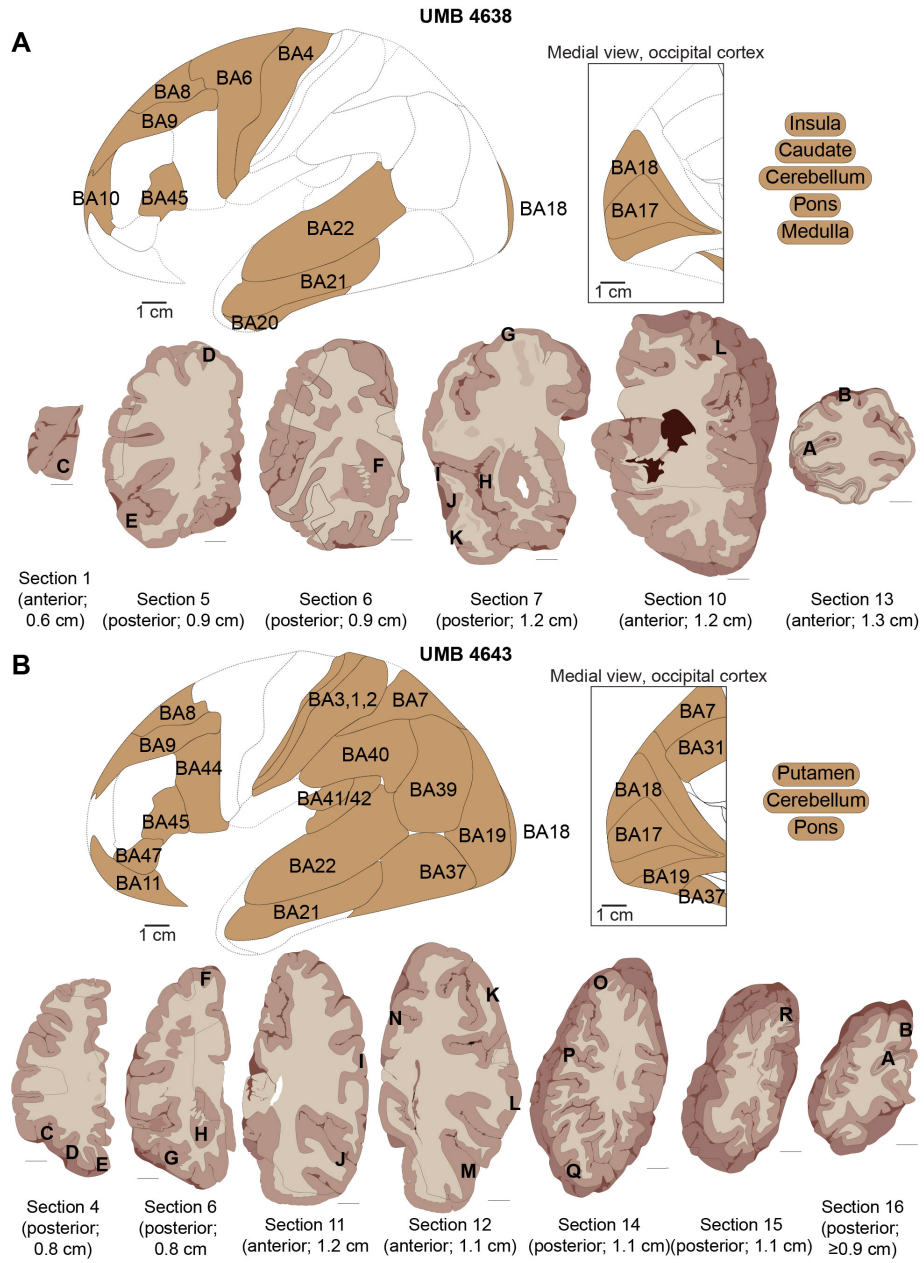 UMB 4638
A
Medial view, occipital cortex
BA4
BA6
BA8
BA9
BA10
BA45
BA22
BA21
BA20
BA18
1 cm
BA18
BA17
1 cm
Insula
Caudate
Cerebellum
Pons
Medulla
C
D
E
F
G
H
I
J
K
L
B
A
Section 1
(anterior;
0.6 cm)
Section 5
(posterior; 0.9 cm)
Section 6
(posterior; 0.9 cm)
Section 7
(posterior; 1.2 cm)
Section 10
(anterior; 1.2 cm)
Section 13
(anterior; 1.3 cm)
B
UMB 4643
Medial view, occipital cortex
BA8
BA9
BA44
BA45
BA47
BA11
BA3,1,2
BA7
BA40
BA41/42
BA39
BA22
BA21
BA37
BA19
BA18
1 cm
BA7
BA31
BA18
BA17
BA19
BA37
1 cm
Putamen
Cerebellum
Pons
C
D
E
F
G
H
I
J
N
K
L
M
O
P
Q
R
B
A
Section 4
(posterior;
0.8 cm)
Section 6
(posterior;
0.8 cm
Section 11
(anterior; 1.2 cm)
Section 12
(anterior; 1.1 cm)
Section 14
(posterior; 1.1 cm)
Section 15
(posterior; 1.1 cm)
Section 16
(posterior;
≥0.9 cm)